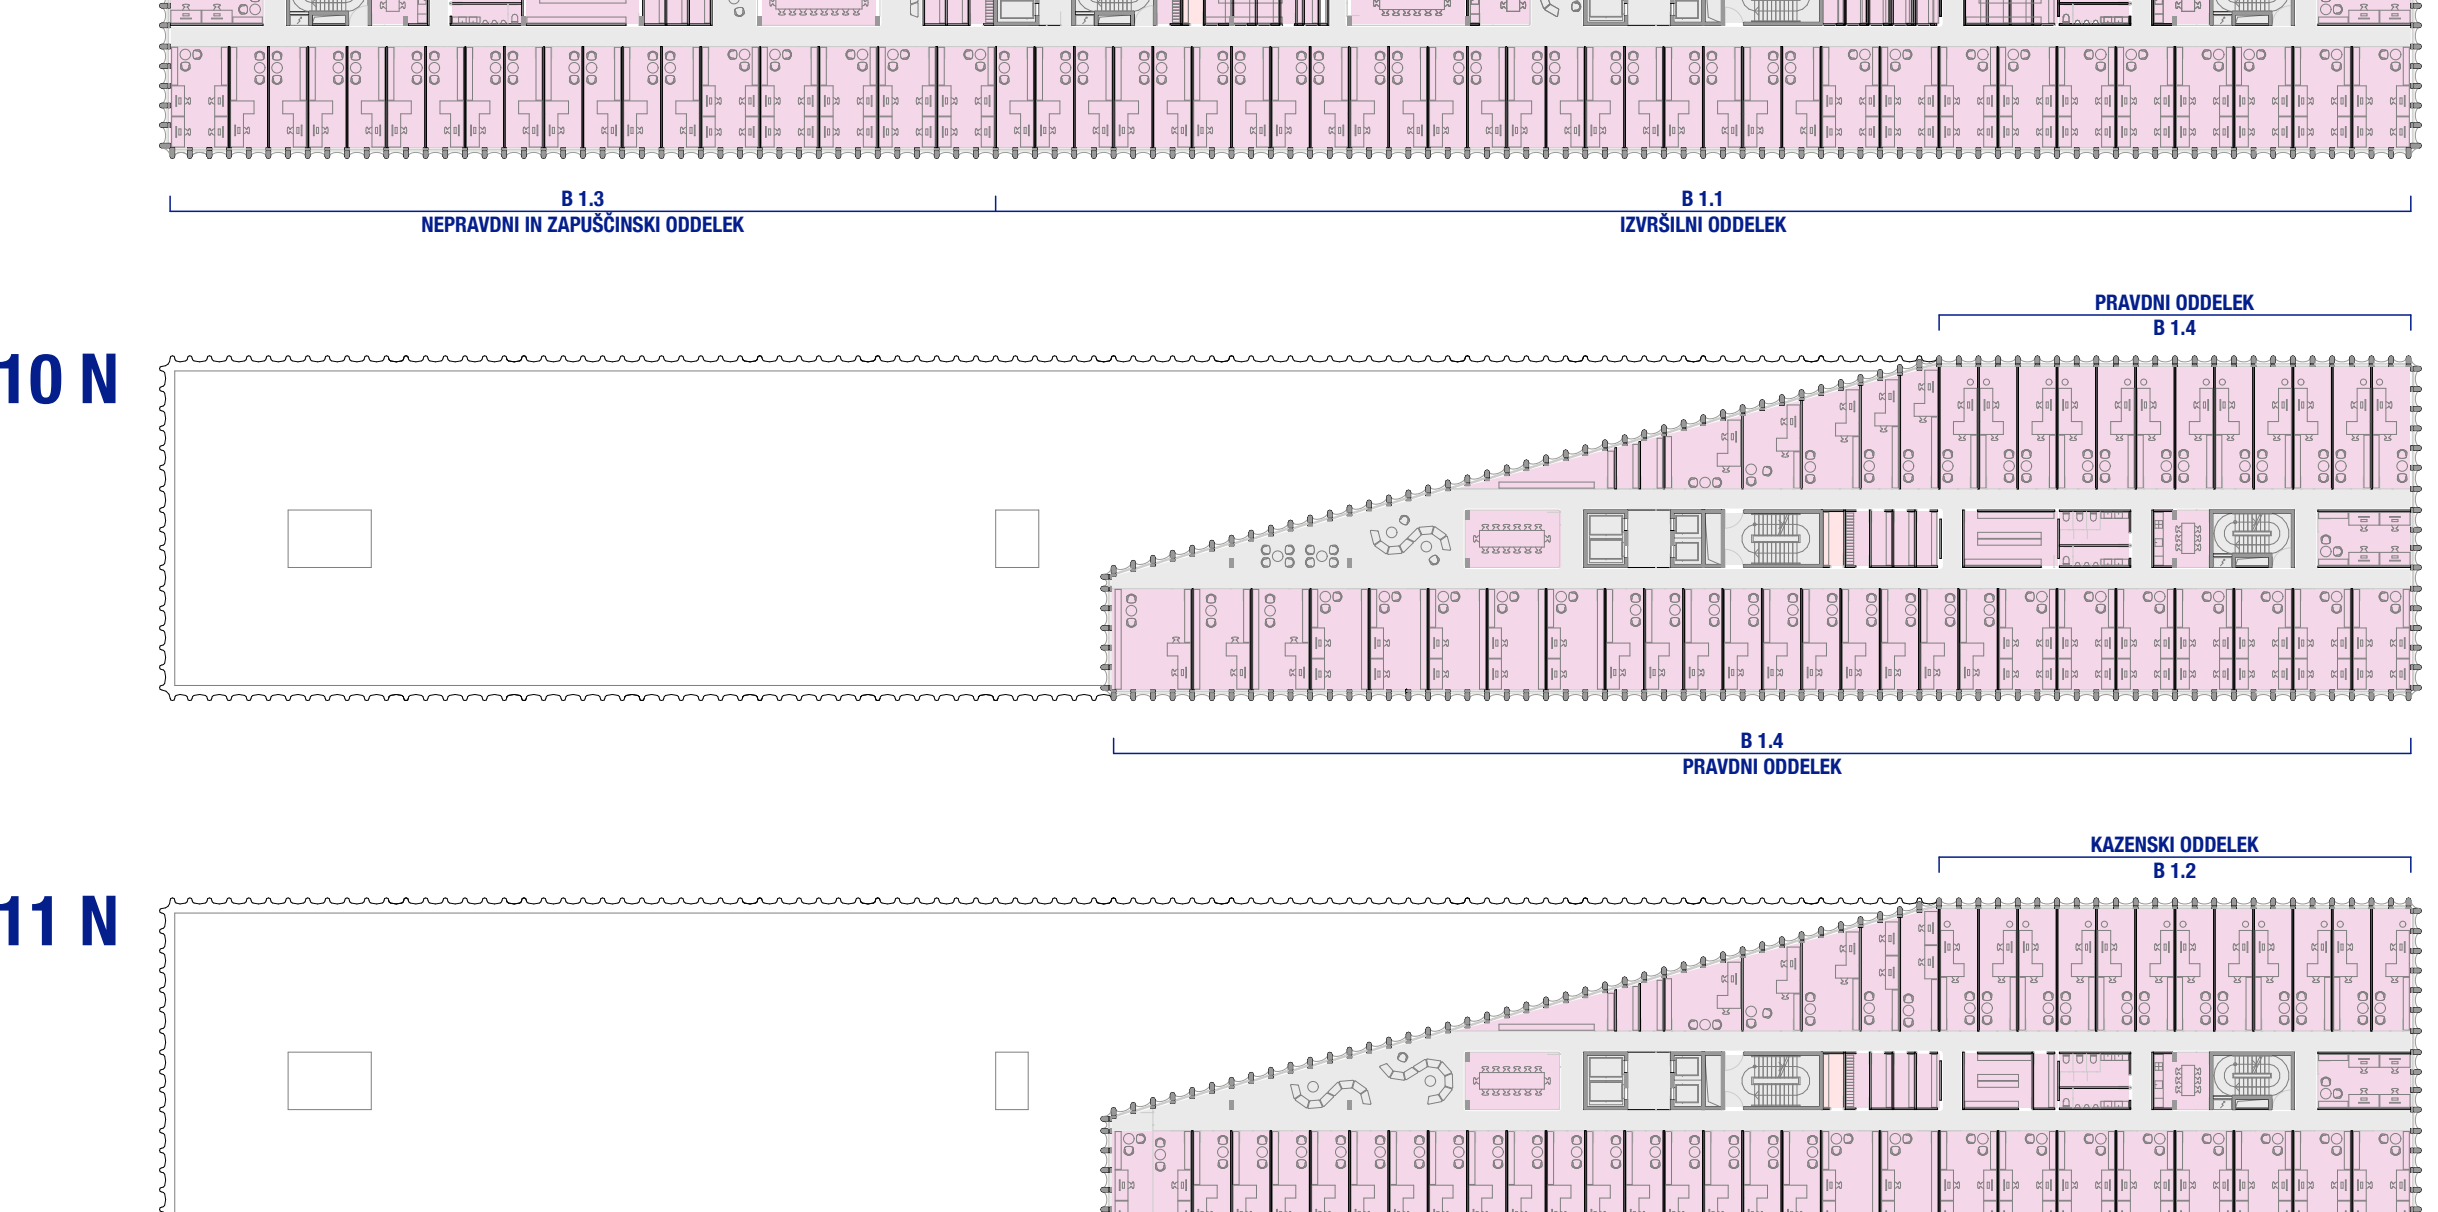 B 1.3
NEPRAVDNI IN ZAPUŠČINSKI ODDELEK
B 1.1
IZVRŠILNI ODDELEK
PRAVDNI ODDELEK
B 1.4
10 N
B 1.4
PRAVDNI ODDELEK
KAZENSKI ODDELEK
B 1.2
11 N